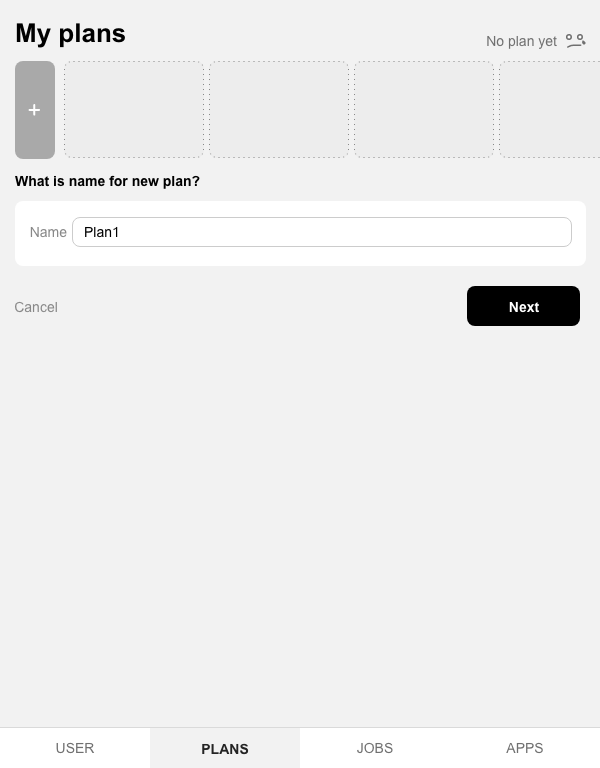 My plans
No plan yet
+
What is name for new plan?
Name Plan1
Cancel
Next
USER PLANS JOBS APPS